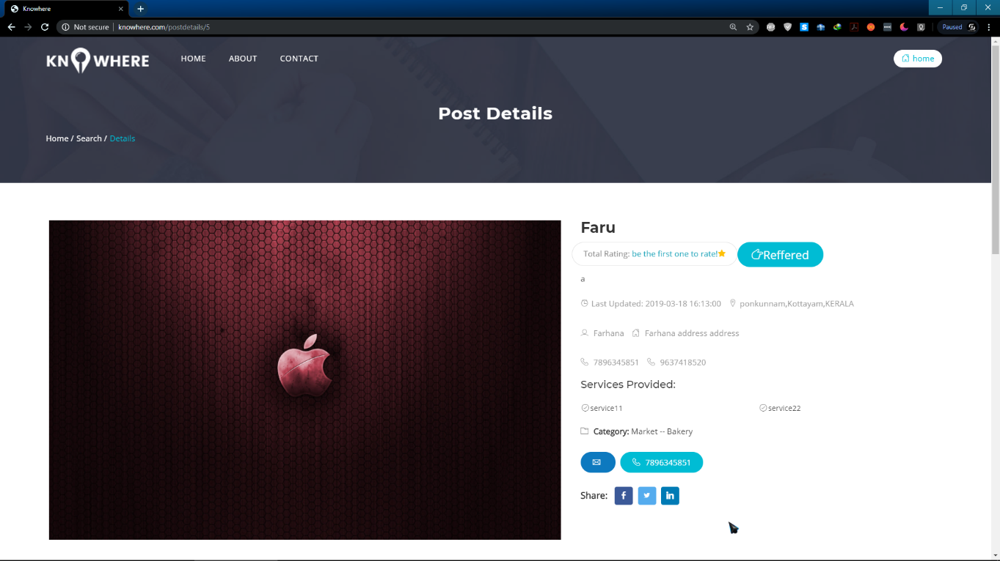 Knowhere
Not secure knowhere.com/postdetails/5
Paused
KNOWHERE
HOME ABOUT CONTACT
home
Post Details
Home / Search / Details
Faru
Total Rating: be the first one to rate!
Reffered
a
Last Updated: 2019-03-18 16:13:00 ponkunnam,Kottayam,KERALA
Farhana Farhana address address
7896345851 9637418520
Services Provided:
service11 service22
Category: Market -- Bakery
7896345851
Share: f in